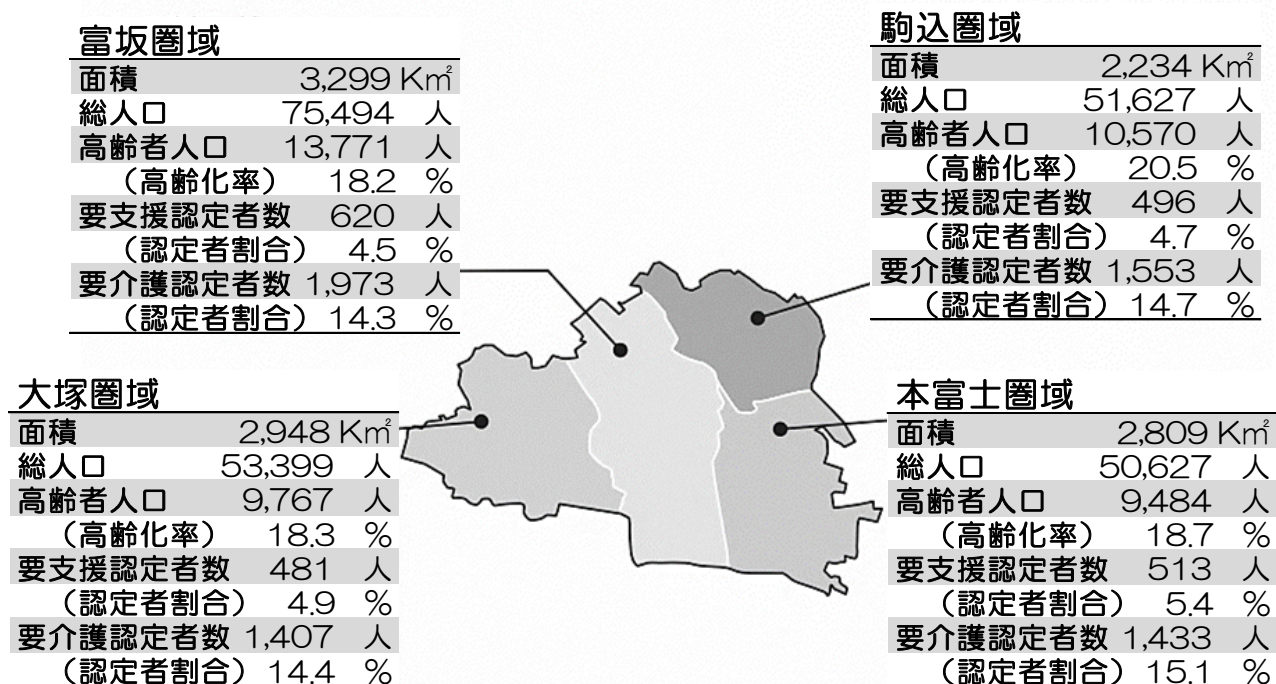 富坂圏域
面積 3,299 K㎡
総人口 75,494 人
高齢者人口 13,771 人
（高齢化率） 18.2 %
要支援認定者数 620 人
（認定者割合） 4.5 %
要介護認定者数 1,973 人
（認定者割合） 14.3 %
駒込圏域
面積 2,234 K㎡
総人口 51,627 人
高齢者人口 10,570 人
（高齢化率） 20.5 %
要支援認定者数 496 人
（認定者割合） 4.7 %
要介護認定者数 1,553 人
（認定者割合） 14.7 %
大塚圏域
面積 2,948 K㎡
総人口 53,399 人
高齢者人口 9,767 人
（高齢化率） 18.3 %
要支援認定者数 481 人
（認定者割合） 4.9 %
要介護認定者数 1,407 人
（認定者割合） 14.4 %
本富士圏域
面積 2,809 K㎡
総人口 50,627 人
高齢者人口 9,484 人
（高齢化率） 18.7 %
要支援認定者数 513 人
（認定者割合） 5.4 %
要介護認定者数 1,433 人
（認定者割合） 15.1 %